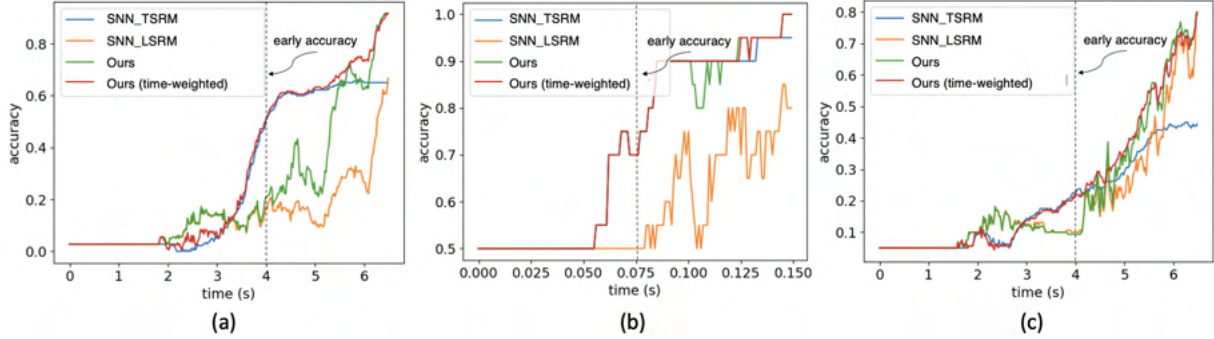 SNN_TSRM
SNN_LSRM
Ours
Ours (time-weighted)
early accuracy
0.8
0.6
0.4
0.2
0.0
accuracy
0
1
2
3
4
5
6
time (s)
(a)
SNN_TSRM
SNN_LSRM
Ours
Ours (time-weighted)
early accuracy
1.0
0.9
0.8
0.7
0.6
0.5
accuracy
0.000
0.025
0.050
0.075
0.100
0.125
0.150
time (s)
(b)
SNN_TSRM
SNN_LSRM
Ours
Ours (time-weighted)
early accuracy
0.8
0.7
0.6
0.5
0.4
0.3
0.2
0.1
accuracy
0
1
2
3
4
5
6
time (s)
(c)